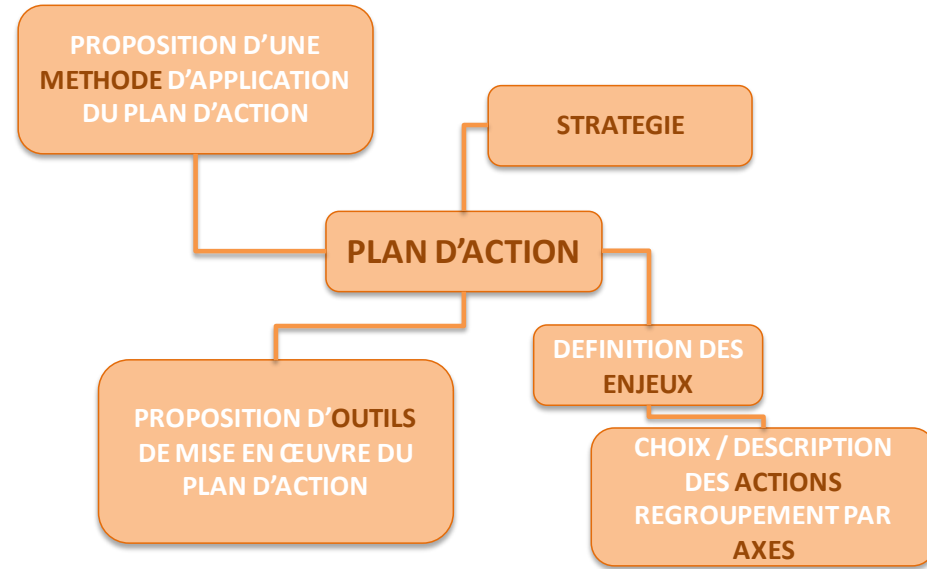 PROPOSITION D’UNE
METHODE D’APPLICATION
DU PLAN D’ACTION
STRATEGIE
PLAN D’ACTION
DEFINITION DES
ENJEUX
PROPOSITION D’OUTILS
DE MISE EN ŒUVRE DU
PLAN D’ACTION
CHOIX / DESCRIPTION
DES ACTIONS
REGROUPEMENT PAR
AXES